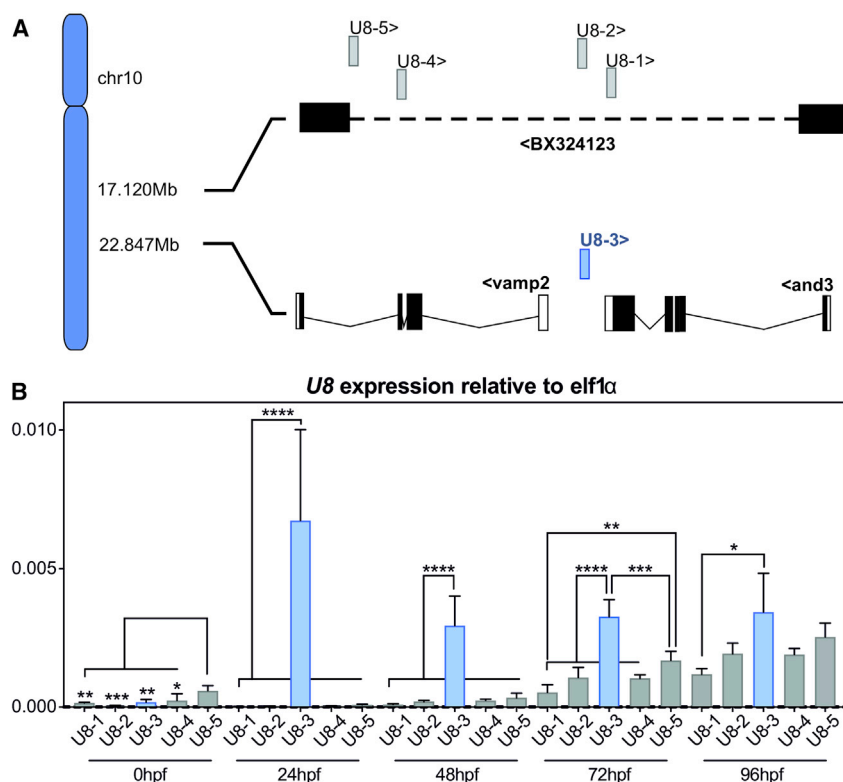 A
chr10
17.120Mb
22.847Mb
U8-5>
U8-4>
U8-2>
U8-1>
<BX324123
U8-3>
<vamp2
<and3
B
U8 expression relative to elf1α
0.010
0.005
0.000
** *** ** *
****
****
**
**** ***
*
U8-1 U8-2 U8-3 U8-4 U8-5 U8-1 U8-2 U8-3 U8-4 U8-5 U8-1 U8-2 U8-3 U8-4 U8-5 U8-1 U8-2 U8-3 U8-4 U8-5 U8-1 U8-2 U8-3 U8-4 U8-5
0hpf 24hpf 48hpf 72hpf 96hpf